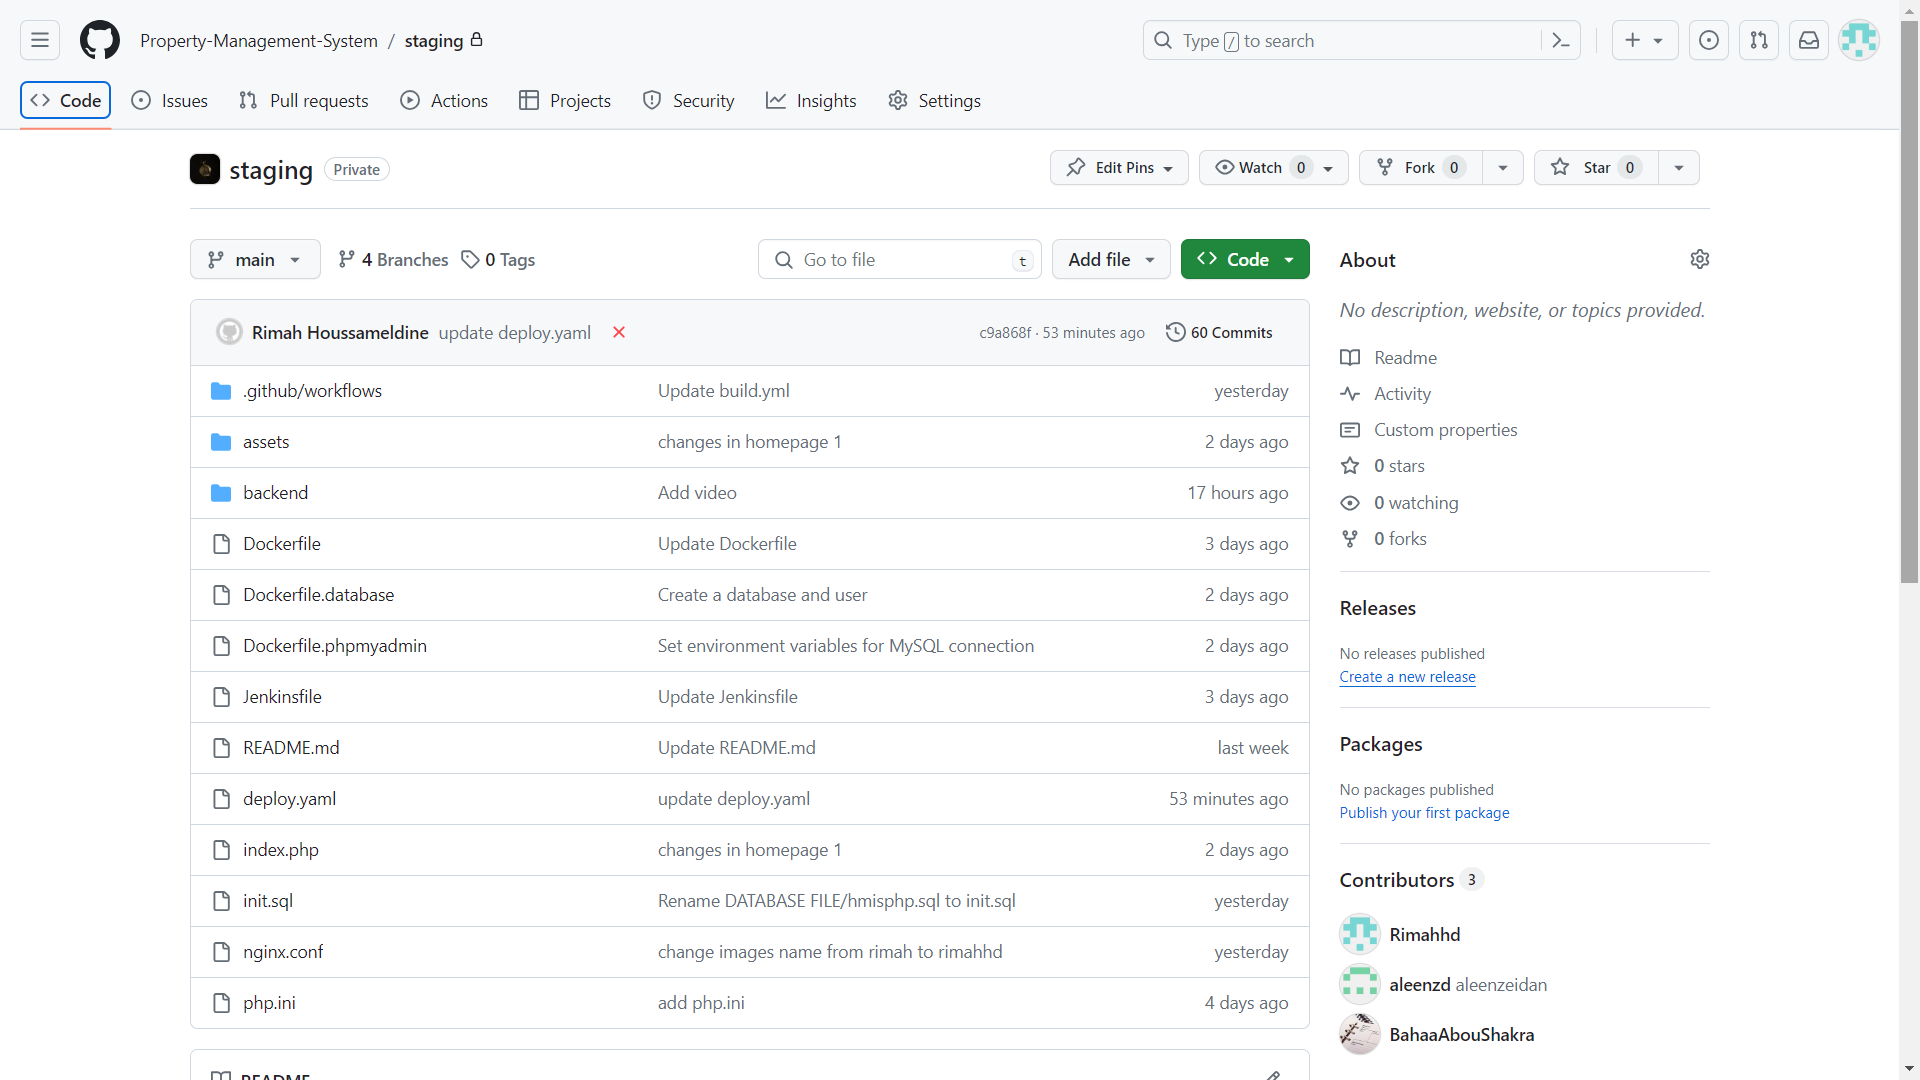 Property-Management-System / staging
Type / to search
Code Issues Pull requests Actions Projects Security Insights Settings
staging Private
Edit Pins Watch 0 Fork 0 Star 0
main 4 Branches 0 Tags Go to file t Add file Code
Rimah Houssameldine update deploy.yaml c9a868f · 53 minutes ago 60 Commits
.github/workflows Update build.yml yesterday
assets changes in homepage 1 2 days ago
backend Add video 17 hours ago
Dockerfile Update Dockerfile 3 days ago
Dockerfile.database Create a database and user 2 days ago
Dockerfile.phpmyadmin Set environment variables for MySQL connection 2 days ago
Jenkinsfile Update Jenkinsfile 3 days ago
README.md Update README.md last week
deploy.yaml update deploy.yaml 53 minutes ago
index.php changes in homepage 1 2 days ago
init.sql Rename DATABASE FILE/hmisphp.sql to init.sql yesterday
nginx.conf change images name from rimah to rimahhd yesterday
php.ini add php.ini 4 days ago
README
About
No description, website, or topics provided.
Readme
Activity
Custom properties
0 stars
0 watching
0 forks
Releases
No releases published
Create a new release
Packages
No packages published
Publish your first package
Contributors 3
Rimahhd
aleenzd aleenzeidan
BahaaAbouShakra